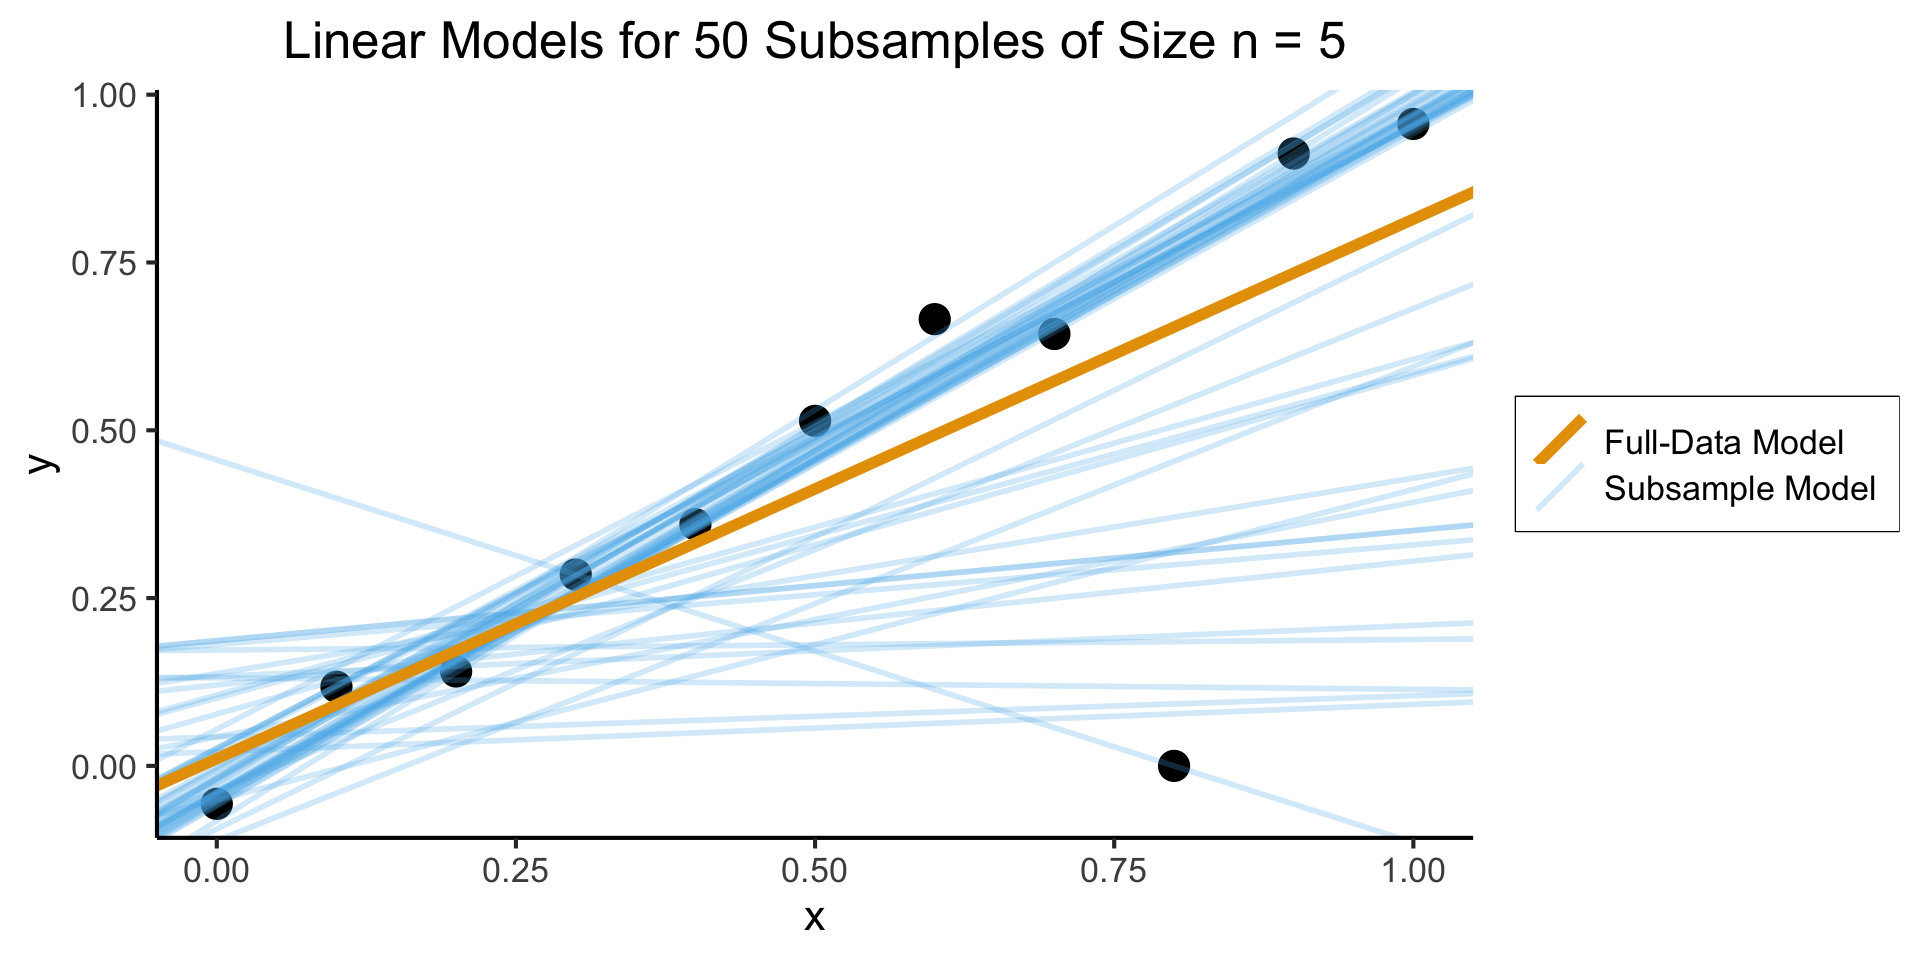 Linear Models for 50 Subsamples of Size n = 5
1.00
0.75
0.50
0.25
0.00
y
0.00 0.25 0.50 0.75 1.00
x
Full-Data Model
Subsample Model